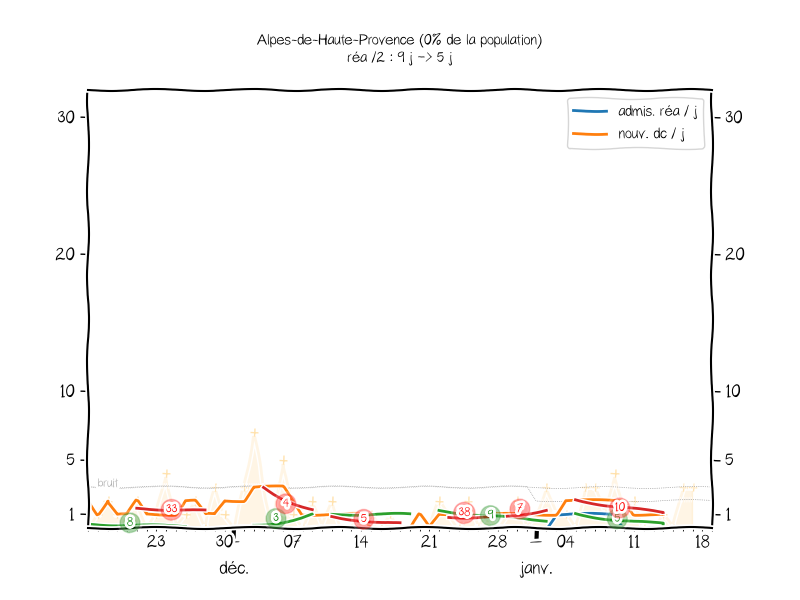 Alpes-de-Haute-Provence (0% de la population)
réa /2 : 9 j -> 5 j
admis. réa / j
nouv. dc / j
30 30
20 20
10 10
5 5
1 1
bruit
8 33 3 4 5 38 9 7 10
23 30 07 14 21 28 04 11 18
déc. janv.